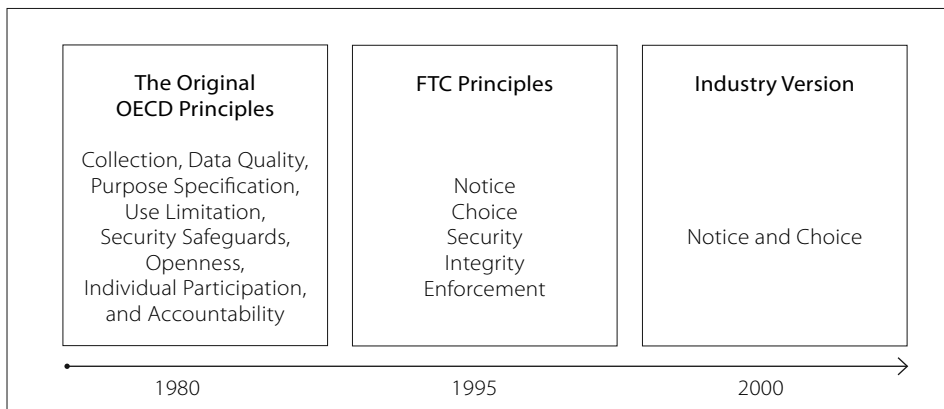 The Original
OECD Principles
Collection, Data Quality,
Purpose Specification,
Use Limitation,
Security Safeguards,
Openness,
Individual Participation,
and Accountability
FTC Principles
Notice
Choice
Security
Integrity
Enforcement
Industry Version
Notice and Choice
1980
1995
2000